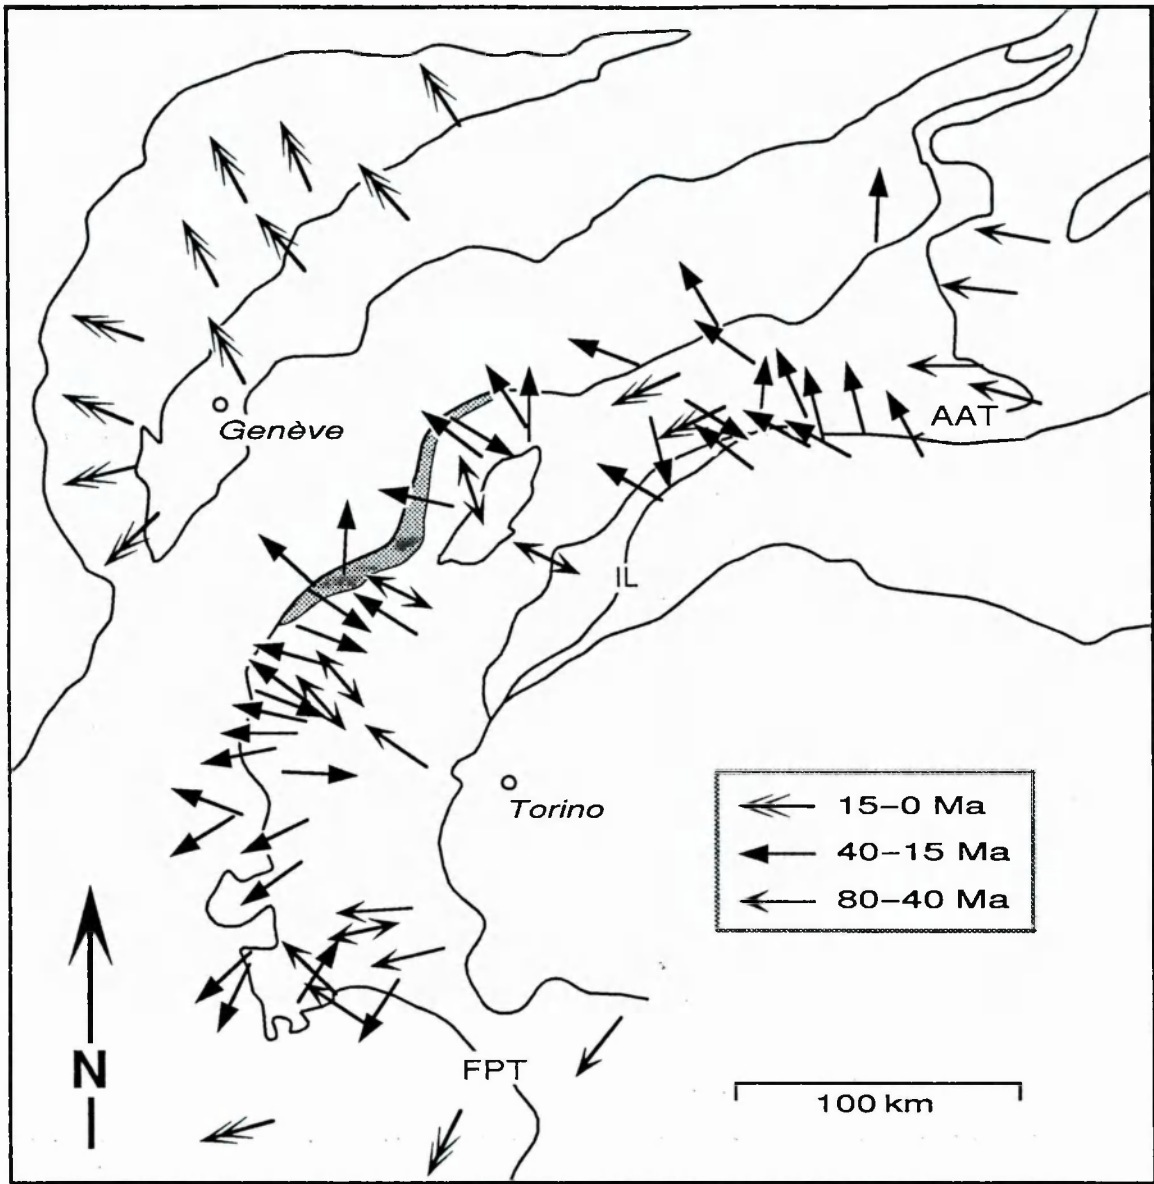 Genève
AAT
IL
Torino
15–0 Ma
40–15 Ma
80–40 Ma
N
FPT
100 km